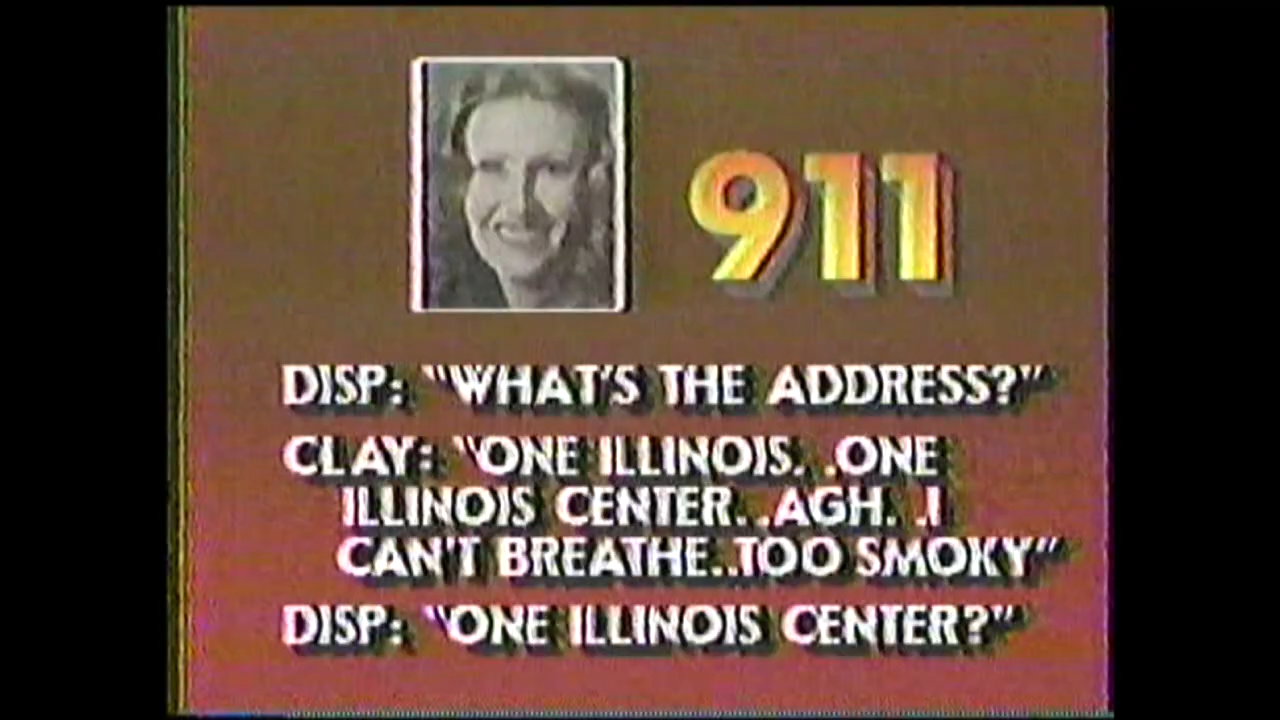 911
DISP: "WHAT'S THE ADDRESS?"
CLAY: "ONE ILLINOIS. .ONE
ILLINOIS CENTER. .AGH. .I
CAN'T BREATHE..TOO SMOKY"
DISP: "ONE ILLINOIS CENTER?"